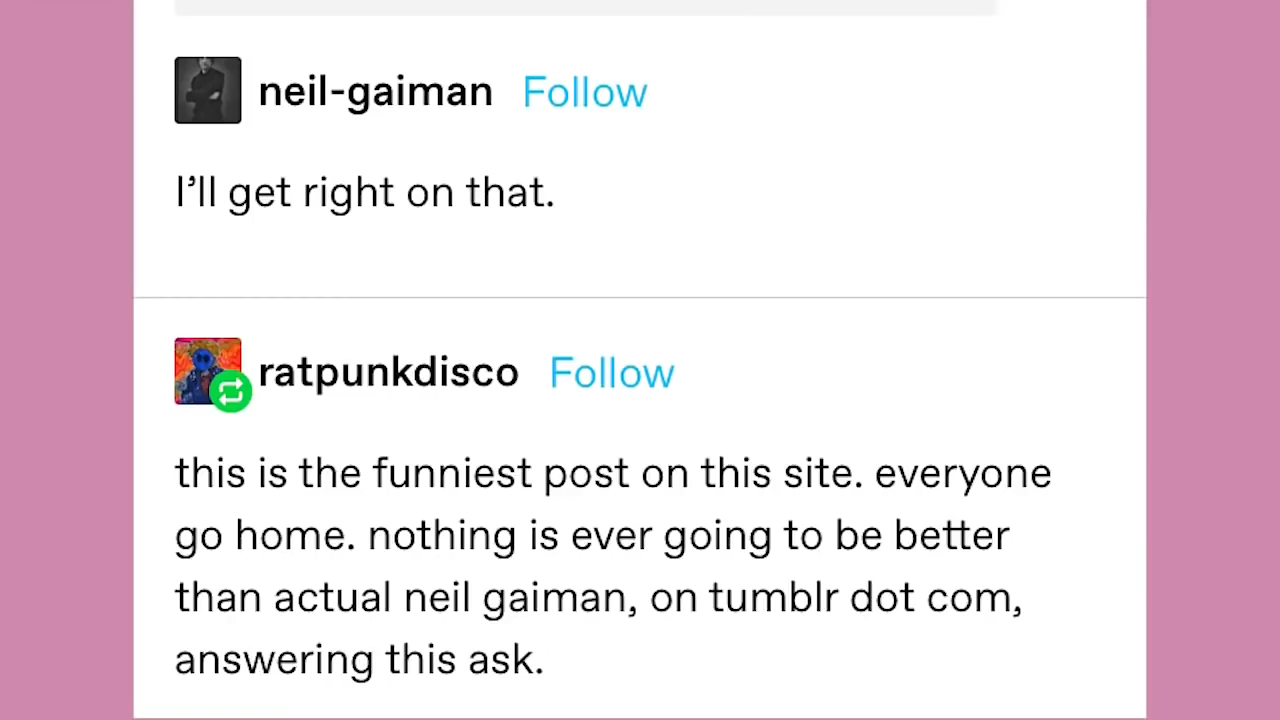 neil-gaiman Follow
I'll get right on that.
ratpunkdisco Follow
this is the funniest post on this site. everyone
go home. nothing is ever going to be better
than actual neil gaiman, on tumblr dot com,
answering this ask.